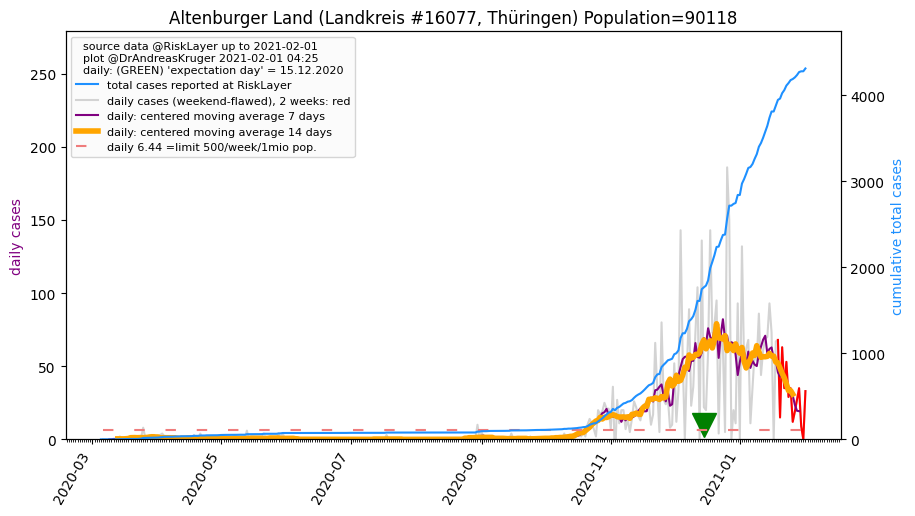 Altenburger Land (Landkreis #16077, Thüringen) Population=90118
source data @RiskLayer up to 2021-02-01
plot @DrAndreasKruger 2021-02-01 04:25
daily: (GREEN) 'expectation day' = 15.12.2020
total cases reported at RiskLayer
daily cases (weekend-flawed), 2 weeks: red
daily: centered moving average 7 days
daily: centered moving average 14 days
daily 6.44 =limit 500/week/1mio pop.
daily cases
250
200
150
100
50
0
cumulative total cases
4000
3000
2000
1000
0
2020-03
2020-05
2020-07
2020-09
2020-11
2021-01